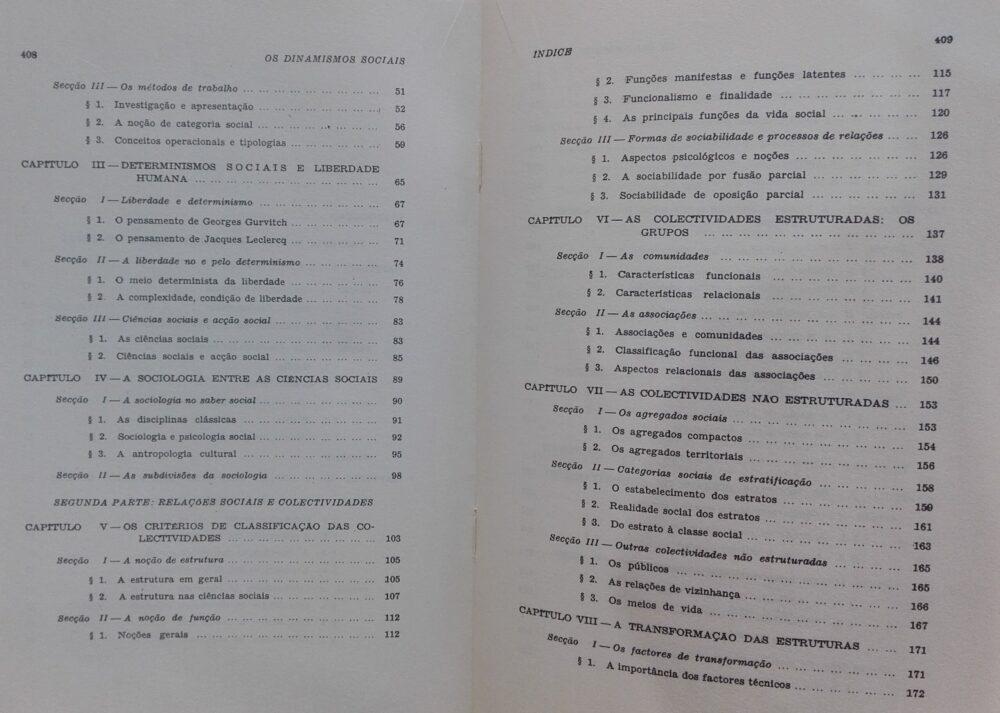 408
OS DINAMISMOS SOCIAIS
Secção III — Os métodos de trabalho ... 51
§ 1. Investigação e apresentação ... 52
§ 2. A noção de categoria social ... 56
§ 3. Conceitos operacionais e tipologias ... 59
CAPÍTULO III — DETERMINISMOS SOCIAIS E LIBERDADE
HUMANA ... 65
Secção I — Liberdade e determinismo ... 67
§ 1. O pensamento de Georges Gurvitch ... 67
§ 2. O pensamento de Jacques Leclercq ... 71
Secção II — A liberdade no e pelo determinismo ... 74
§ 1. O meio determinista da liberdade ... 76
§ 2. A complexidade, condição de liberdade ... 78
Secção III — Ciências sociais e acção social ... 83
§ 1. As ciências sociais ... 83
§ 2. Ciências sociais e acção social ... 85
CAPÍTULO IV — A SOCIOLOGIA ENTRE AS CIÊNCIAS SOCIAIS 89
Secção I — A sociologia no saber social ... 90
§ 1. As disciplinas clássicas ... 91
§ 2. Sociologia e psicologia social ... 92
§ 3. A antropologia cultural ... 95
Secção II — As subdivisões da sociologia ... 98
SEGUNDA PARTE: RELAÇÕES SOCIAIS E COLECTIVIDADES
CAPÍTULO V — OS CRITÉRIOS DE CLASSIFICAÇÃO DAS CO-
LECTIVIDADES ... 103
Secção I — A noção de estrutura ... 105
§ 1. A estrutura em geral ... 105
§ 2. A estrutura nas ciências sociais ... 107
Secção II — A noção de função ... 112
§ 1. Noções gerais ... 112
INDICE
409
§ 2. Funções manifestas e funções latentes ... 115
§ 3. Funcionalismo e finalidade ... 117
§ 4. As principais funções da vida social ... 120
Secção III — Formas de sociabilidade e processos de relações ... 126
§ 1. Aspectos psicológicos e noções ... 126
§ 2. A sociabilidade por fusão parcial ... 129
§ 3. Sociabilidade de oposição parcial ... 131
CAPÍTULO VI — AS COLECTIVIDADES ESTRUTURADAS: OS
GRUPOS ... 137
Secção I — As comunidades ... 138
§ 1. Características funcionais ... 140
§ 2. Características relacionais ... 141
Secção II — As associações ... 144
§ 1. Associações e comunidades ... 144
§ 2. Classificação funcional das associações ... 146
§ 3. Aspectos relacionais das associações ... 150
CAPÍTULO VII — AS COLECTIVIDADES NÃO ESTRUTURADAS ... 153
Secção I — Os agregados sociais ... 153
§ 1. Os agregados compactos ... 154
§ 2. Os agregados territoriais ... 156
Secção II — Categorias sociais de estratificação ... 158
§ 1. O estabelecimento dos estratos ... 159
§ 2. Realidade social dos estratos ... 161
§ 3. Do estrato à classe social ... 163
Secção III — Outras colectividades não estruturadas ... 165
§ 1. Os públicos ... 165
§ 2. As relações de vizinhança ... 166
§ 3. Os meios de vida ... 167
CAPÍTULO VIII — A TRANSFORMAÇÃO DAS ESTRUTURAS ... 171
Secção I — Os factores de transformação ... 171
§ 1. A importância dos factores técnicos ... 172